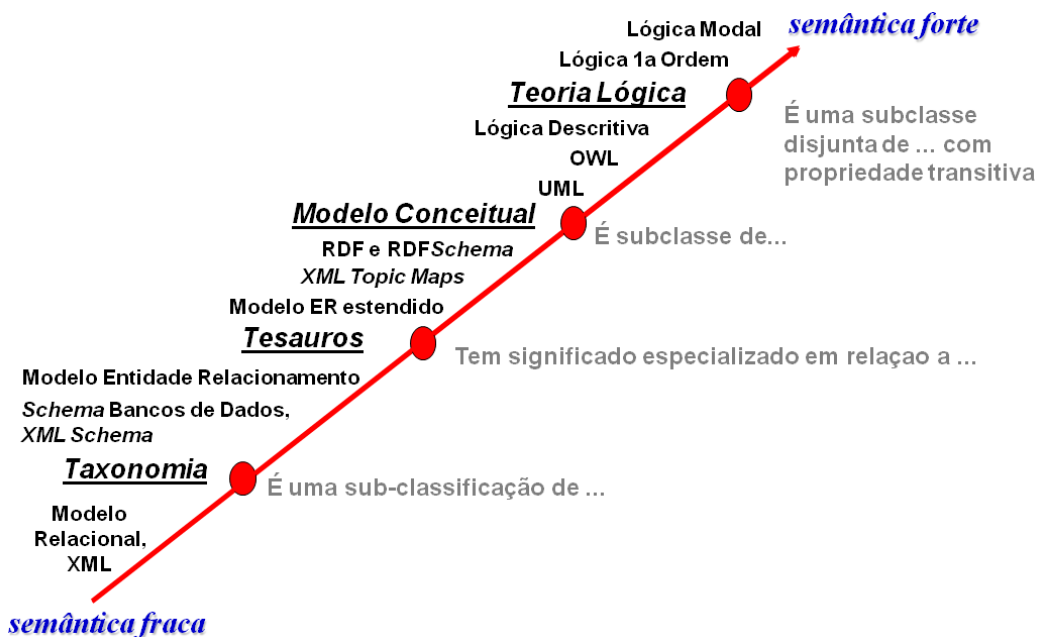 Lógica Modal
semântica forte
Lógica 1a Ordem
Teoria Lógica
É uma subclasse
disjunta de ... com
propriedade transitiva
Lógica Descritiva
OWL
UML
Modelo Conceitual
É subclasse de...
RDF e RDFSchema
XML Topic Maps
Modelo ER estendido
Tesauros
Tem significado especializado em relaçao a ...
Modelo Entidade Relacionamento
Schema Bancos de Dados,
XML Schema
Taxonomia
É uma sub-classificação de ...
Modelo
Relacional,
XML
semântica fraca